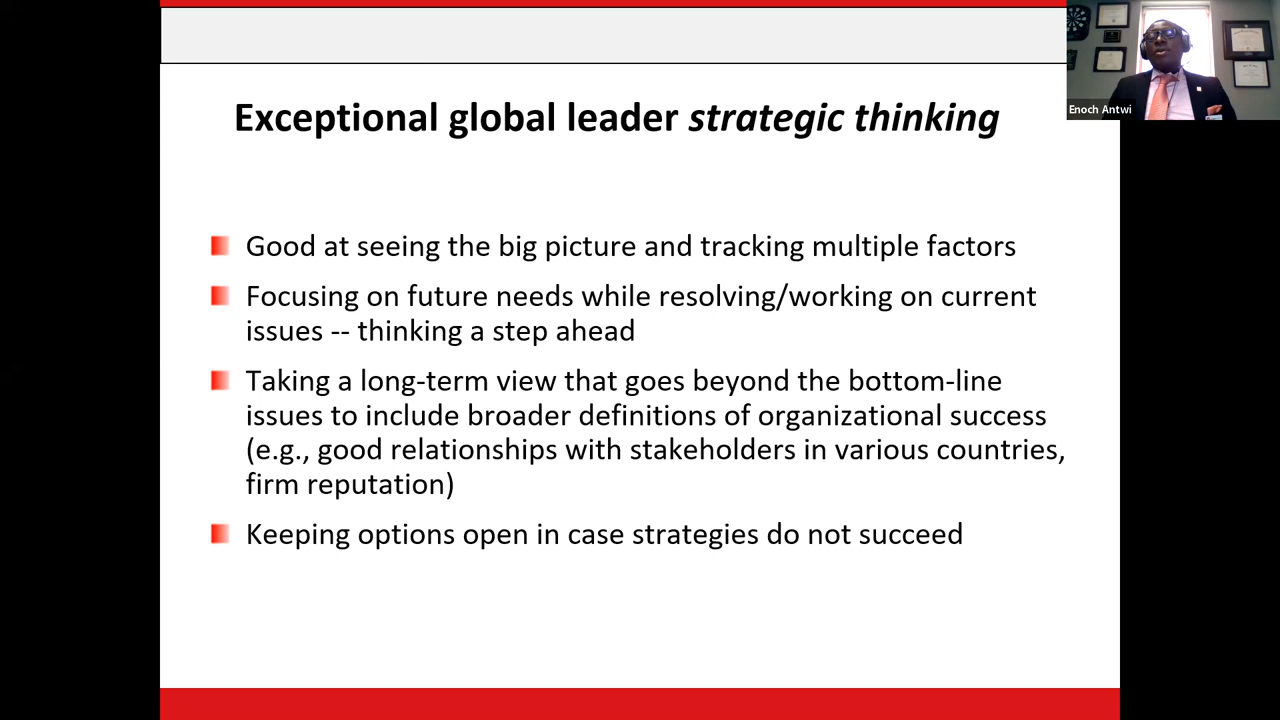 Exceptional global leader strategic thinking
Enoch Antwi
Good at seeing the big picture and tracking multiple factors
Focusing on future needs while resolving/working on current
issues -- thinking a step ahead
Taking a long-term view that goes beyond the bottom-line
issues to include broader definitions of organizational success
(e.g., good relationships with stakeholders in various countries,
firm reputation)
Keeping options open in case strategies do not succeed